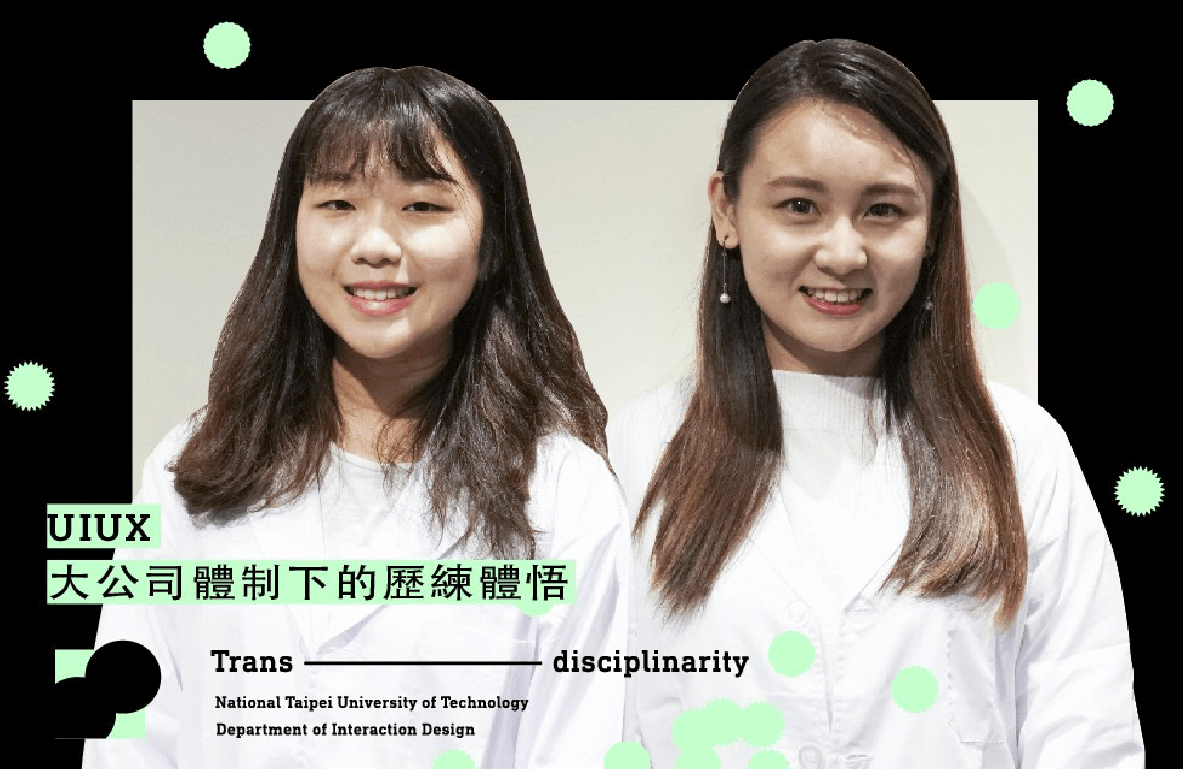 UIUX
大公司體制下的歷練體悟
Trans disciplinarity
National Taipei University of Technology
Department of Interaction Design